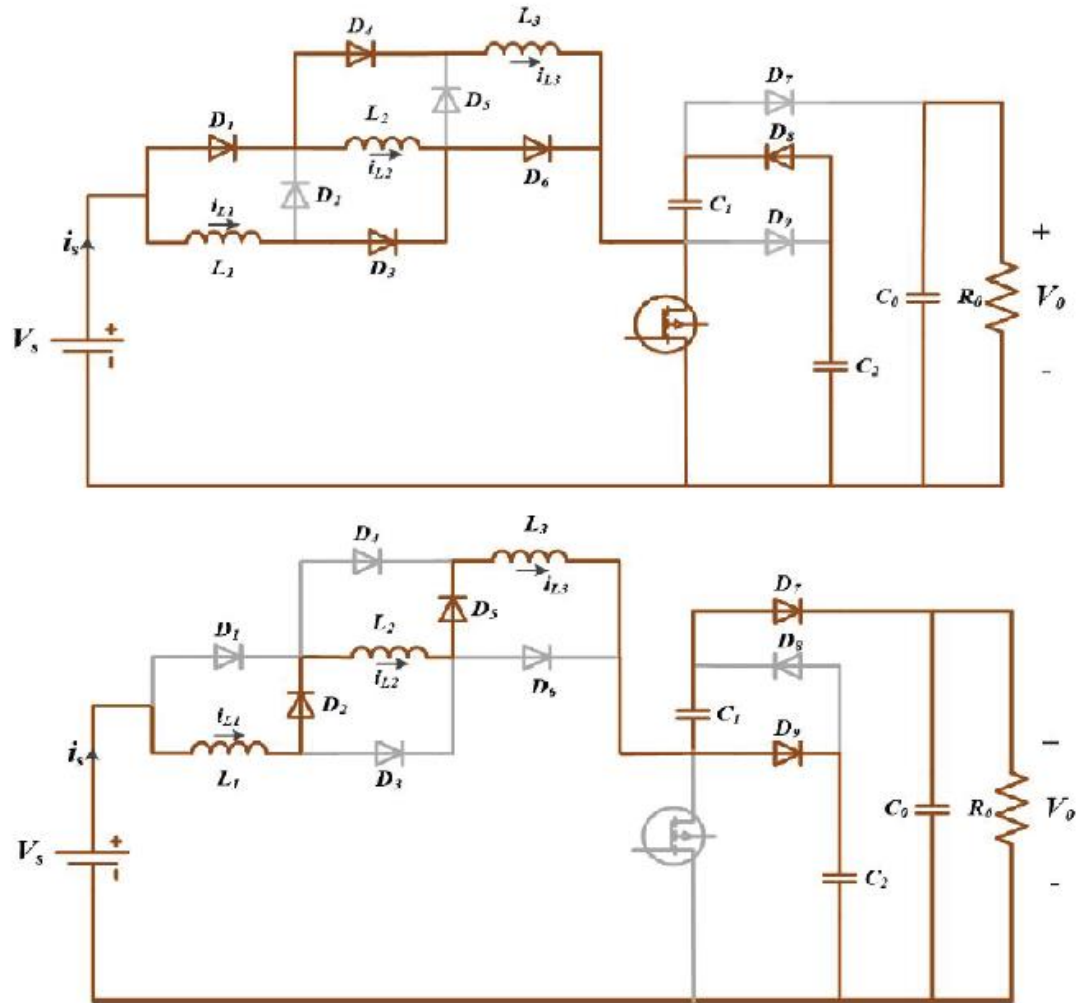 D4
L3
iL3
D5
D7
D1
L2
D8
iL2
D6
D2
C1
iL1
D9
+
is
L1
D3
C0
R0
V0
Vs
+
-
C2
-
L3
D4
iL3
D7
D5
L2
D1
D8
iL2
D6
D2
C1
iL1
D9
-
is
L1
D3
C0
R0
V0
+
Vs
-
C2
-